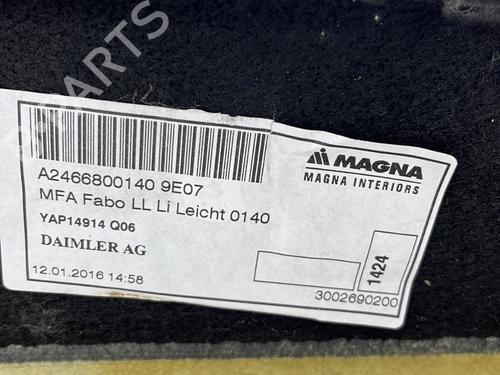 B-PARTS
A2466800140 9E07
MFA Fabo LL Li Leicht 0140
YAP14914 Q06
DAIMLER AG
12.01.2016 14:58
MAGNA
MAGNA INTERIORS
1424
3002690200